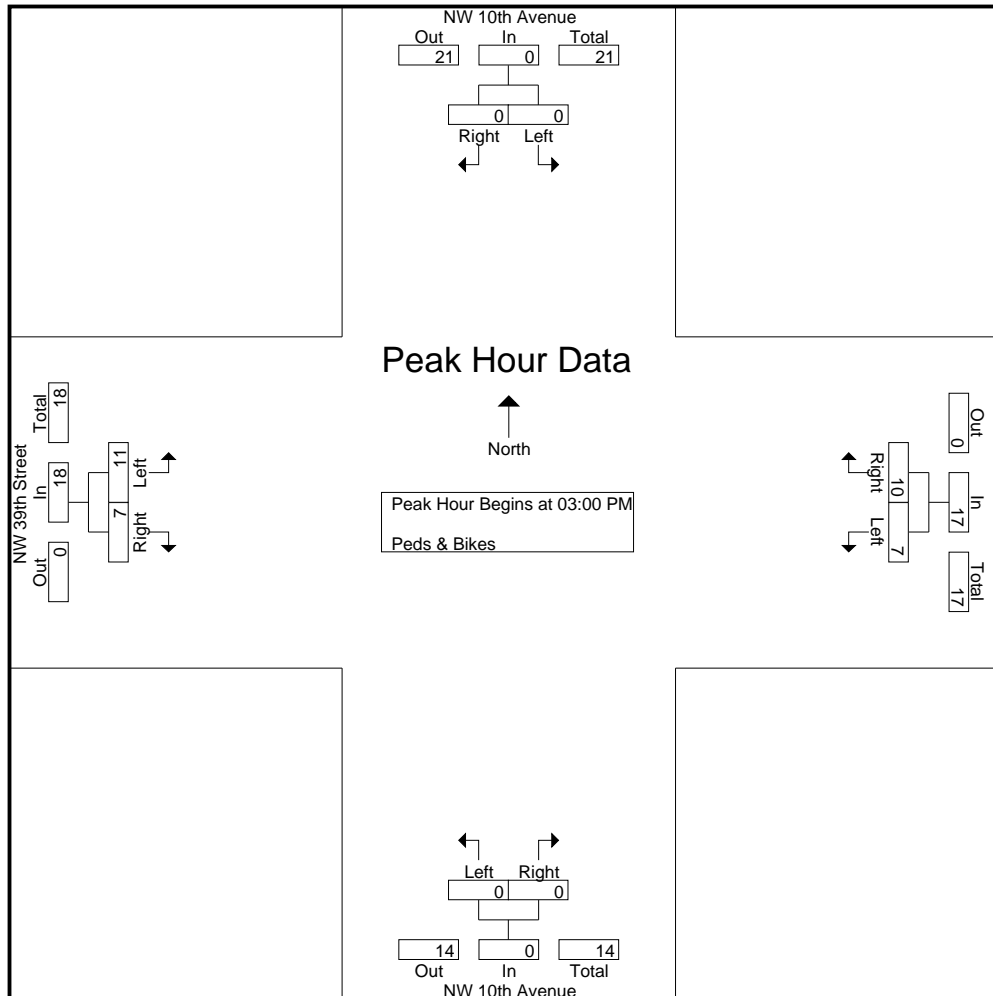 NW 10th Avenue
Out In Total
21 0 21
0 0
Right Left
Peak Hour Data
North
Peak Hour Begins at 03:00 PM
Peds & Bikes
NW 39th Street
Out In Total
0 18 18
Right Left
7 11
Out In Total
0 17 17
Right Left
10 7
Left Right
0 0
14 0 14
Out In Total
NW 10th Avenue